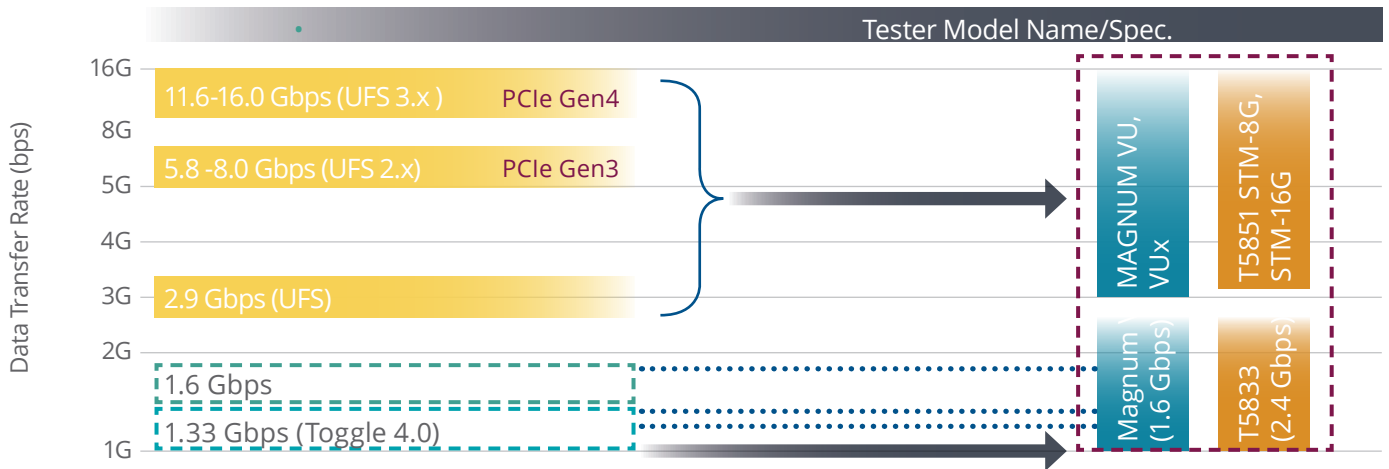 Tester Model Name/Spec.
Data Transfer Rate (bps)
16G
11.6-16.0 Gbps (UFS 3.x )
PCIe Gen4
8G
5.8 -8.0 Gbps (UFS 2.x)
PCIe Gen3
5G
4G
3G
2.9 Gbps (UFS)
2G
1.6 Gbps
1.33 Gbps (Toggle 4.0)
1G
MAGNUM VU,
VUx
T5851 STM-8G,
STM-16G
Magnum
(1.6 Gbps)
T5833
(2.4 Gbps)